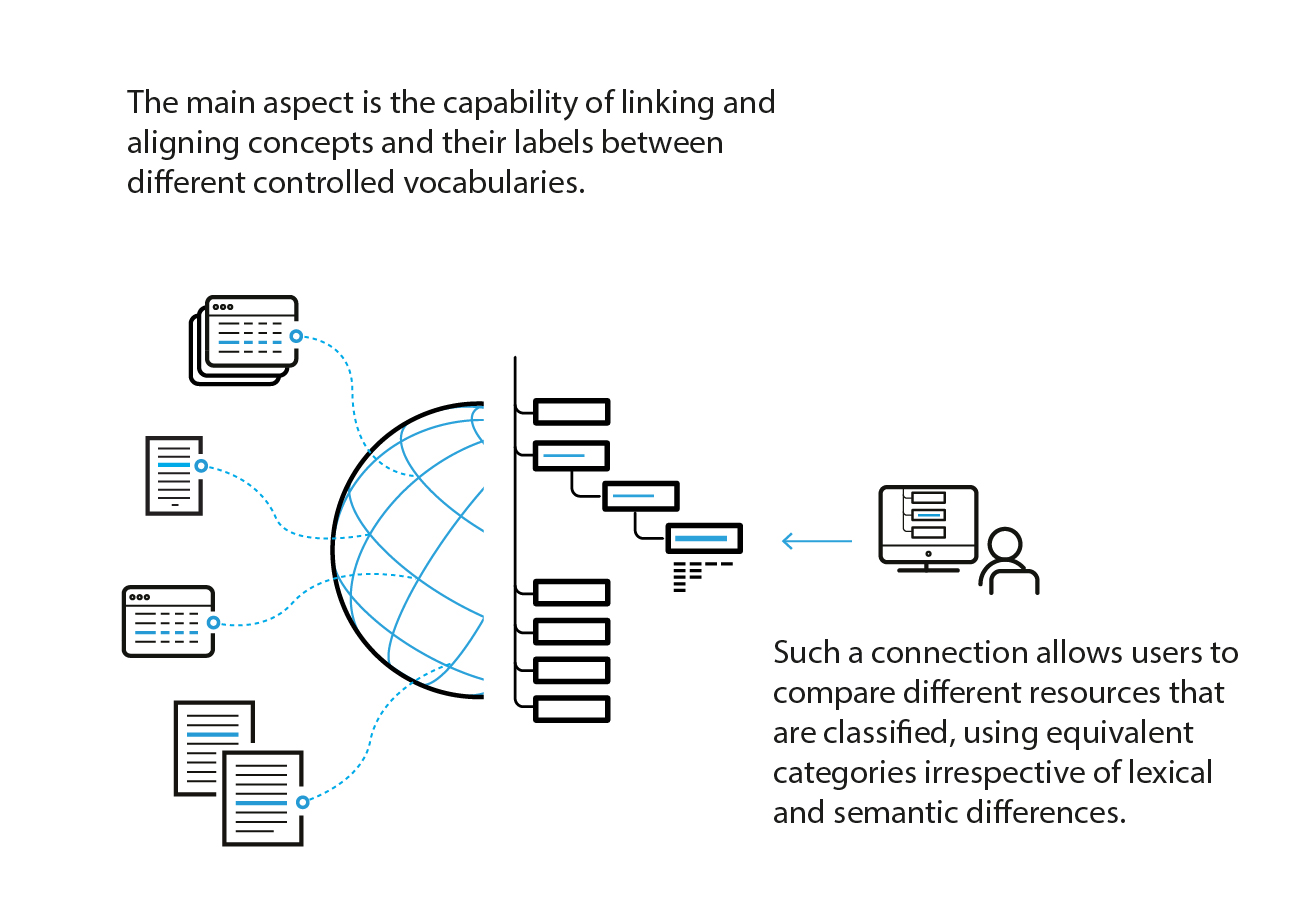 The main aspect is the capability of linking and
aligning concepts and their labels between
different controlled vocabularies.
Such a connection allows users to
compare different resources that
are classified, using equivalent
categories irrespective of lexical
and semantic differences.